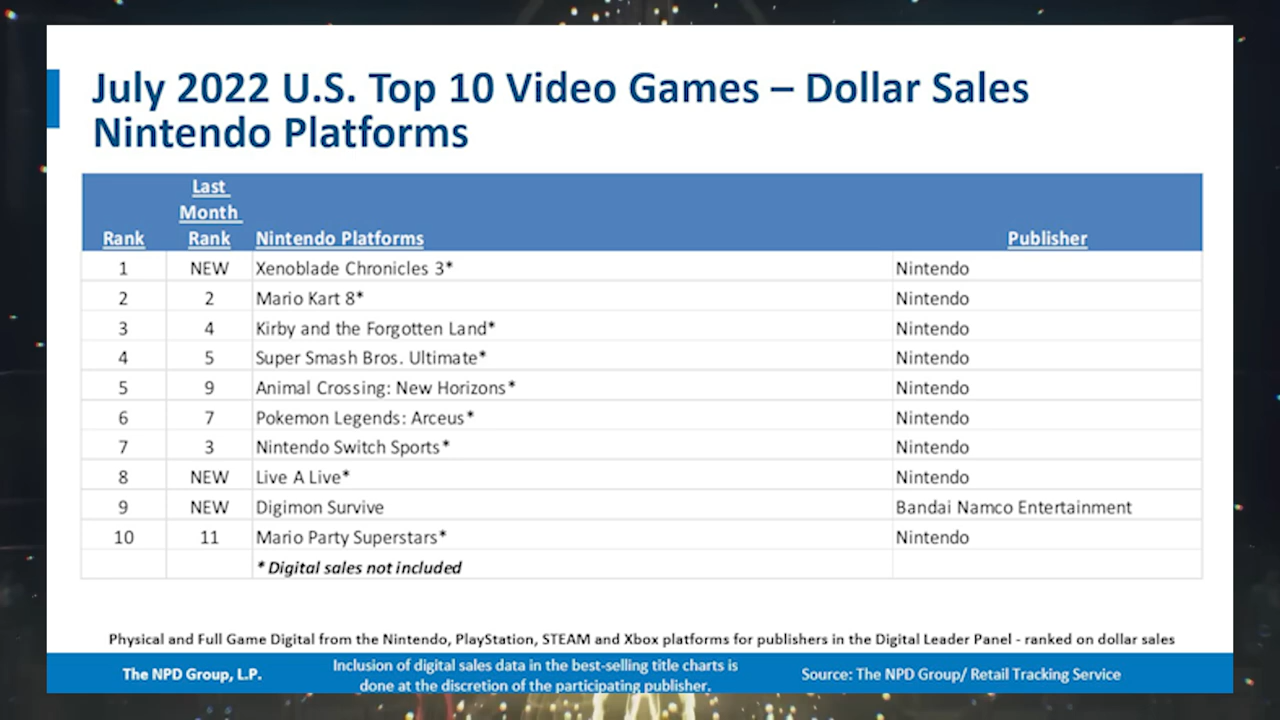 July 2022 U.S. Top 10 Video Games – Dollar Sales
Nintendo Platforms
Rank Last Month Rank Nintendo Platforms Publisher
1 NEW Xenoblade Chronicles 3* Nintendo
2 2 Mario Kart 8* Nintendo
3 4 Kirby and the Forgotten Land* Nintendo
4 5 Super Smash Bros. Ultimate* Nintendo
5 9 Animal Crossing: New Horizons* Nintendo
6 7 Pokemon Legends: Arceus* Nintendo
7 3 Nintendo Switch Sports* Nintendo
8 NEW Live A Live* Nintendo
9 NEW Digimon Survive Bandai Namco Entertainment
10 11 Mario Party Superstars* Nintendo
* Digital sales not included
Physical and Full Game Digital from the Nintendo, PlayStation, STEAM and Xbox platforms for publishers in the Digital Leader Panel - ranked on dollar sales
The NPD Group, L.P.
Inclusion of digital sales data in the best-selling title charts is
done at the discretion of the participating publisher.
Source: The NPD Group/ Retail Tracking Service